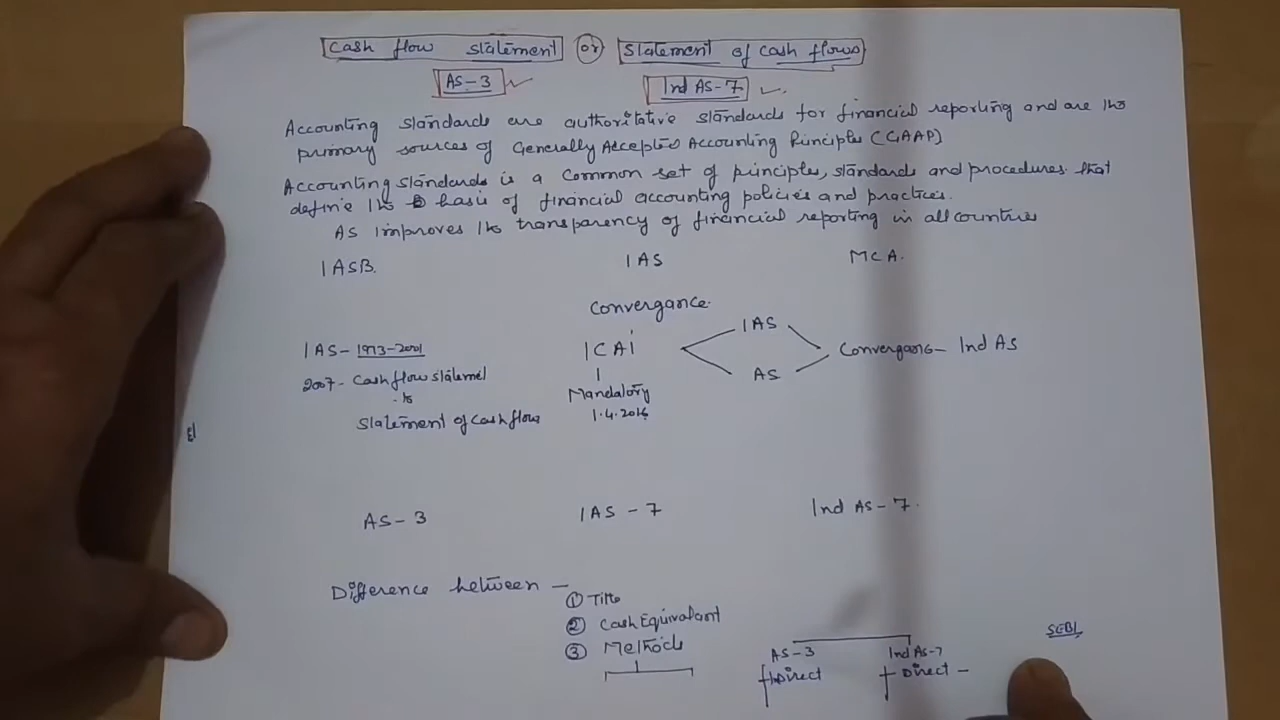 Cash flow statement or Statement of cash flows
AS-3 Ind AS-7
Accounting standards are authoritative standards for financial reporting and are the
primary sources of Generally Accepted Accounting Principles (GAAP)
Accounting standards is a common set of principles, standards and procedures that
define the basis of financial accounting policies and practices.
AS improves the transparency of financial reporting in all countries
IASB. IAS MCA.
Convergance.
IAS - 1973-2001 ICAI IAS AS Convergans - Ind AS
2007 - Cash flow statement Mandatory
to
Statement of cash flows 1.4.2016
AS-3 IAS-7 Ind AS-7.
Difference between -
① Title
② Cash Equivalant
③ Methods
SEBI
AS-3 Ind AS-7
Direct -